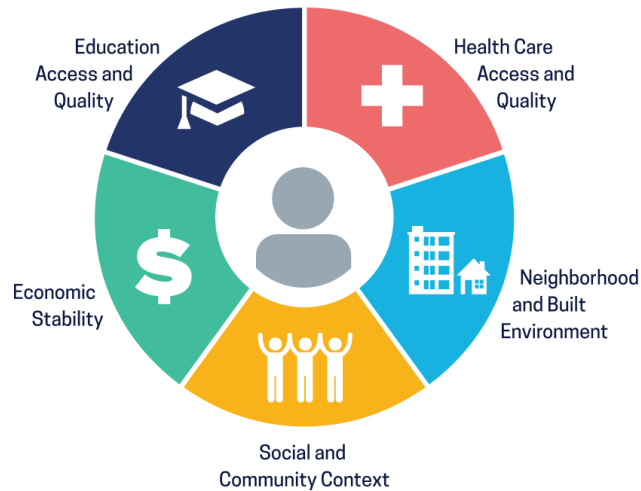 Education
Access and
Quality
Health Care
Access and
Quality
Economic
Stability
Neighborhood
and Built
Environment
Social and
Community Context